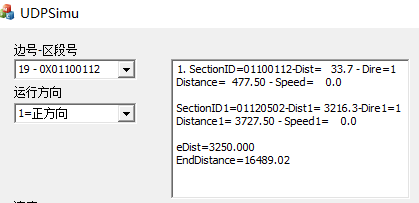 UDPSimu
边号-区段号
19 - 0X01100112
运行方向
1=正方向
1. SectionID=01100112-Dist= 33.7 - Dire=1
Distance= 477.50 - Speed= 0.0
SectionID1=01120502-Dist1= 3216.3-Dire1=1
Distance1= 3727.50 - Speed1= 0.0
eDist=3250.000
EndDistance=16489.02